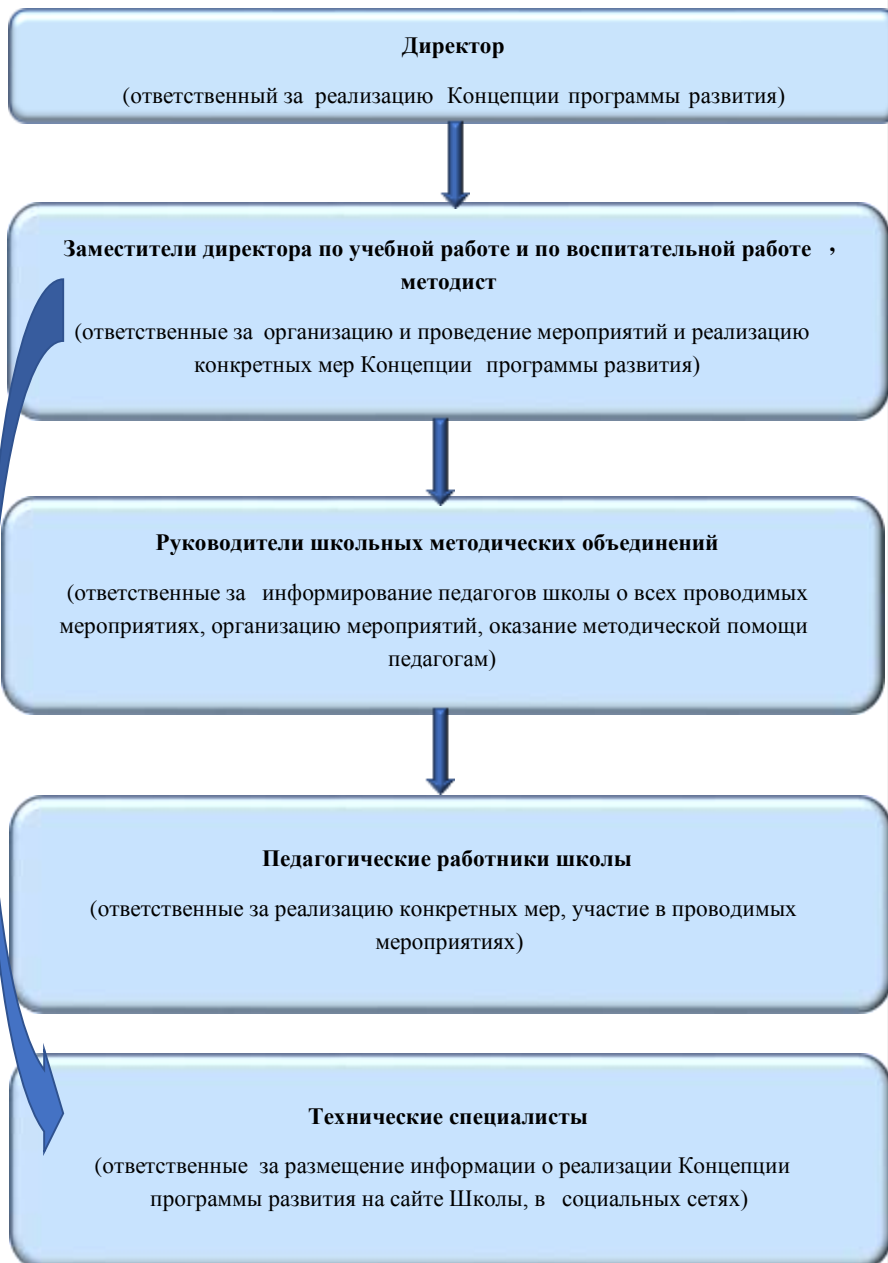 Директор
(ответственный за реализацию Концепции программы развития)
Заместители директора по учебной работе и по воспитательной работе ,
методист
(ответственные за организацию и проведение мероприятий и реализацию
конкретных мер Концепции программы развития)
Руководители школьных методических объединений
(ответственные за информирование педагогов школы о всех проводимых
мероприятиях, организацию мероприятий, оказание методической помощи
педагогам)
Педагогические работники школы
(ответственные за реализацию конкретных мер, участие в проводимых
мероприятиях)
Технические специалисты
(ответственные за размещение информации о реализации Концепции
программы развития на сайте Школы, в социальных сетях)